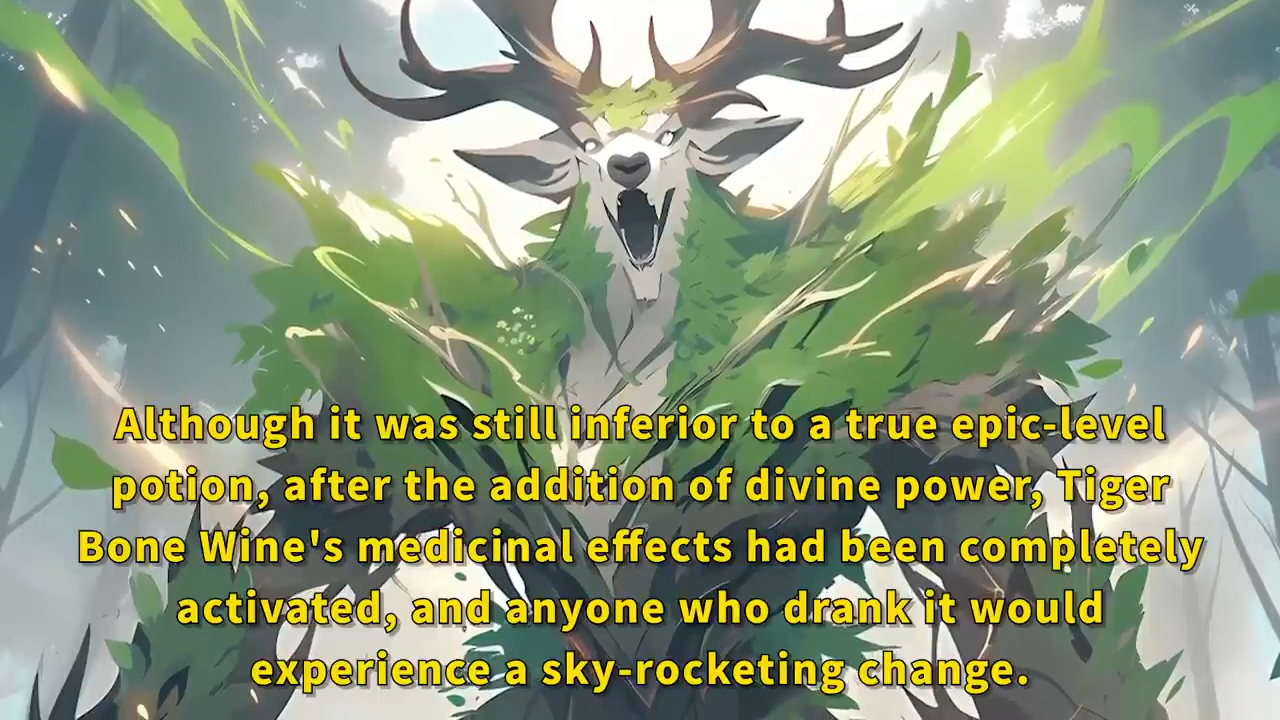 Although it was still inferior to a true epic-level
potion, after the addition of divine power, Tiger
Bone Wine's medicinal effects had been completely
activated, and anyone who drank it would
experience a sky-rocketing change.